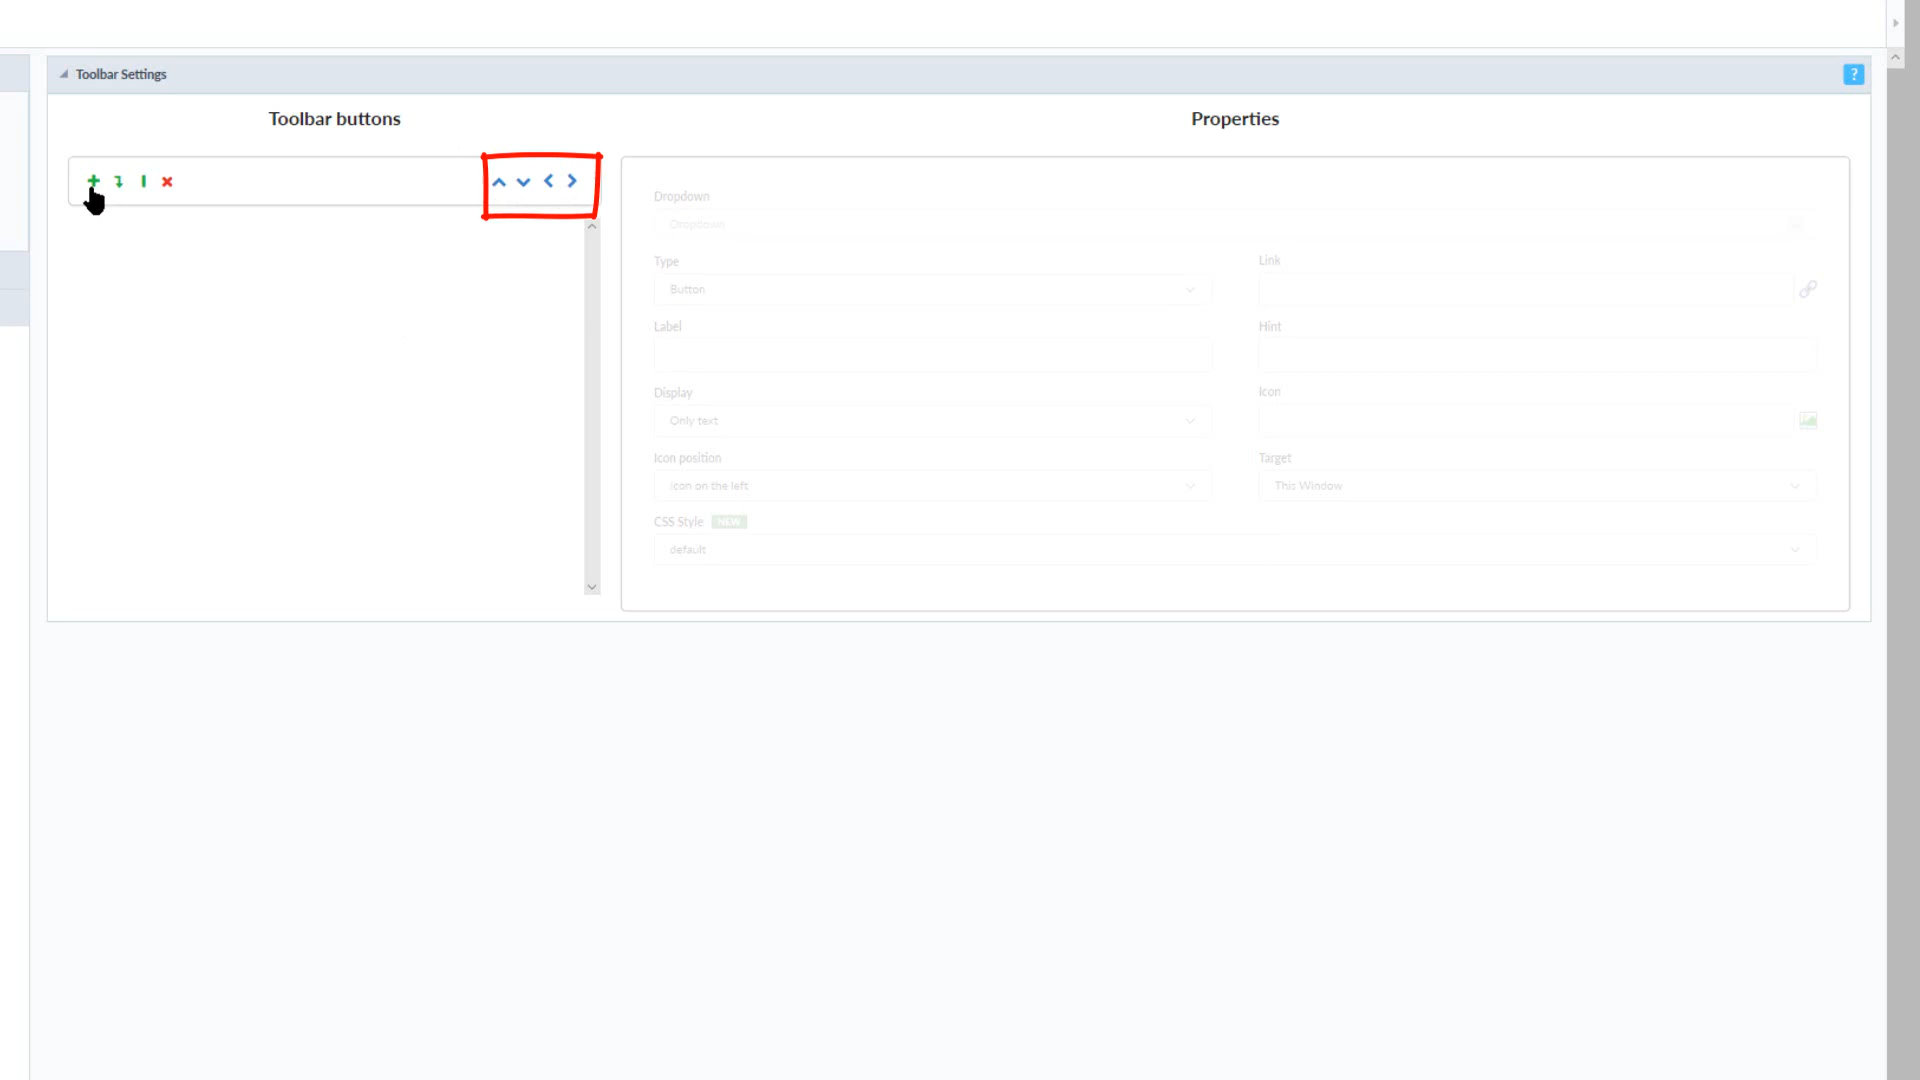 Toolbar Settings
?
Toolbar buttons
Properties
Dropdown
Dropdown
Type
Link
Button
Label
Hint
Display
Icon
Only text
Icon position
Target
Icon on the left
This Window
CSS Style NEW
default